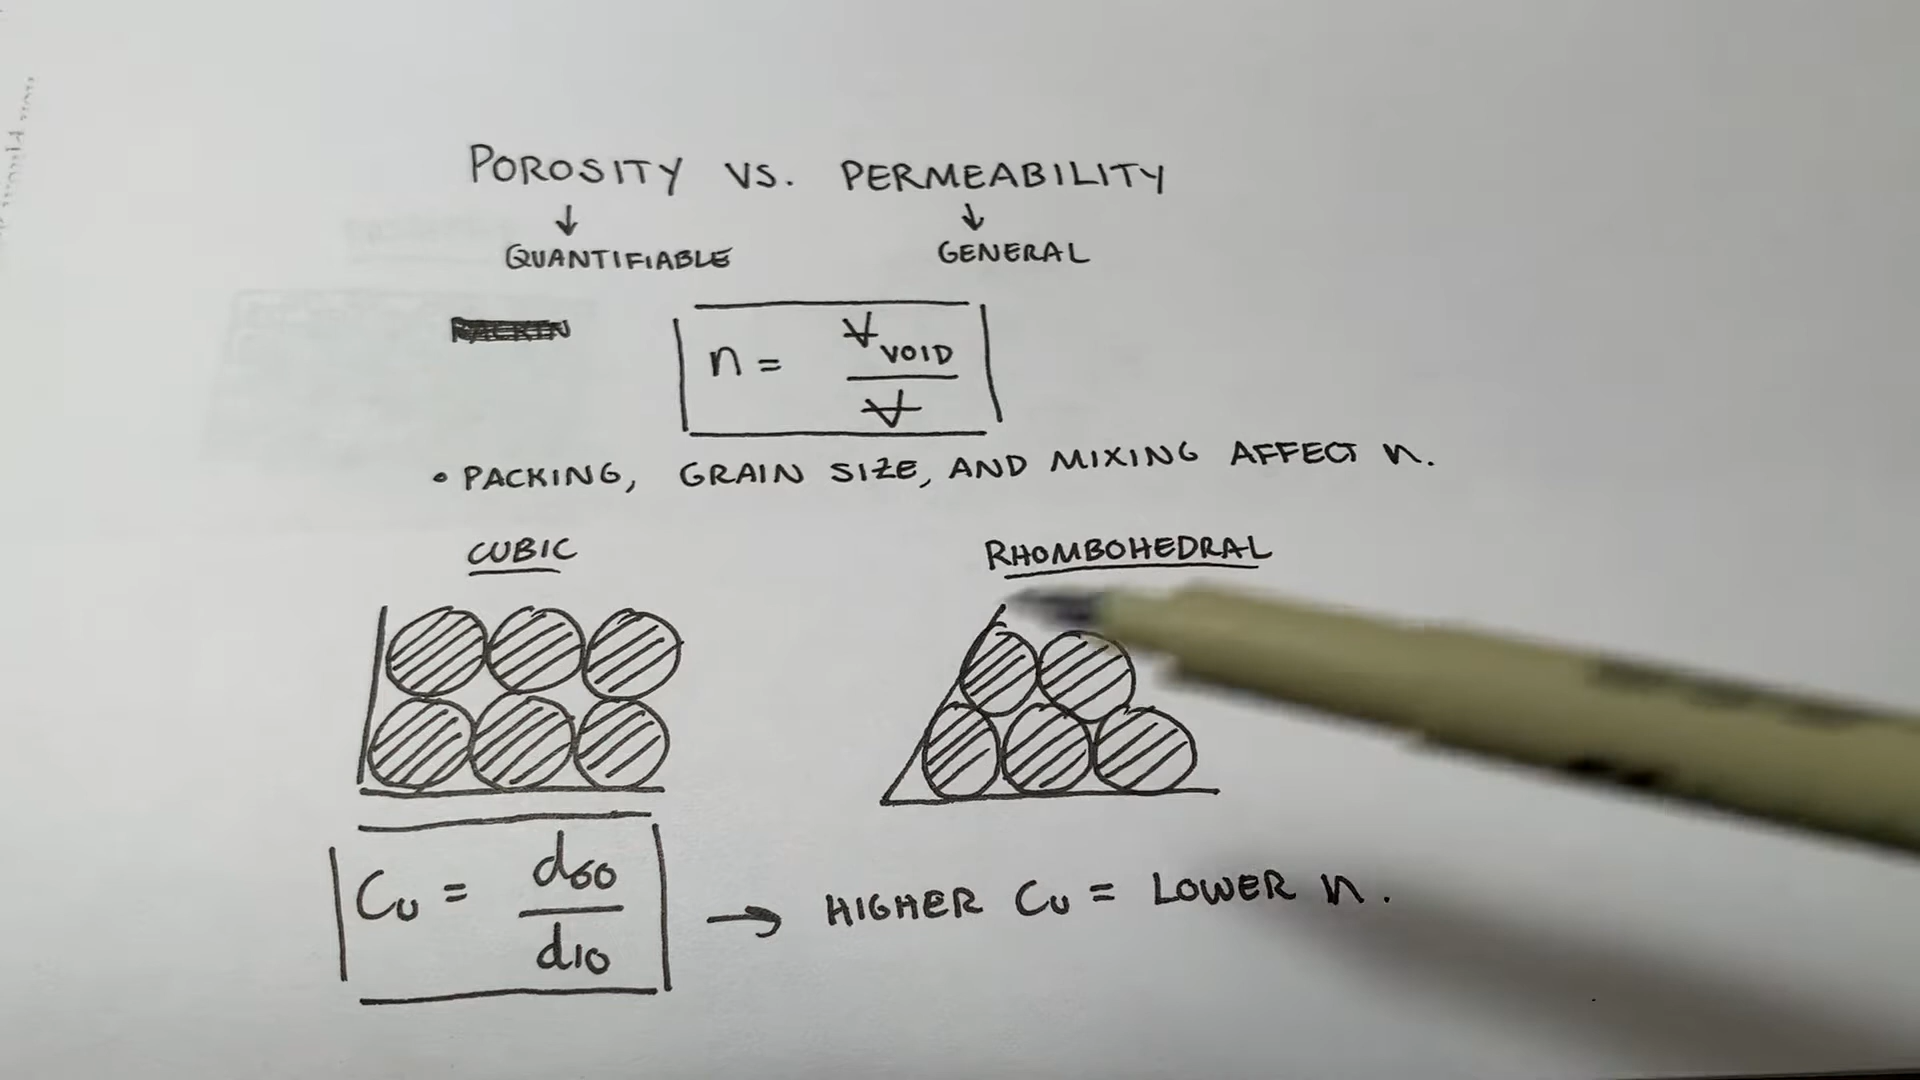 POROSITY VS. PERMEABILITY
↓ ↓
QUANTIFIABLE GENERAL
n = V̶ VOID / V̶
• PACKING, GRAIN SIZE, AND MIXING AFFECT n.
CUBIC RHOMBOHEDRAL
Cu = d60 / d10 → HIGHER Cu = LOWER n.